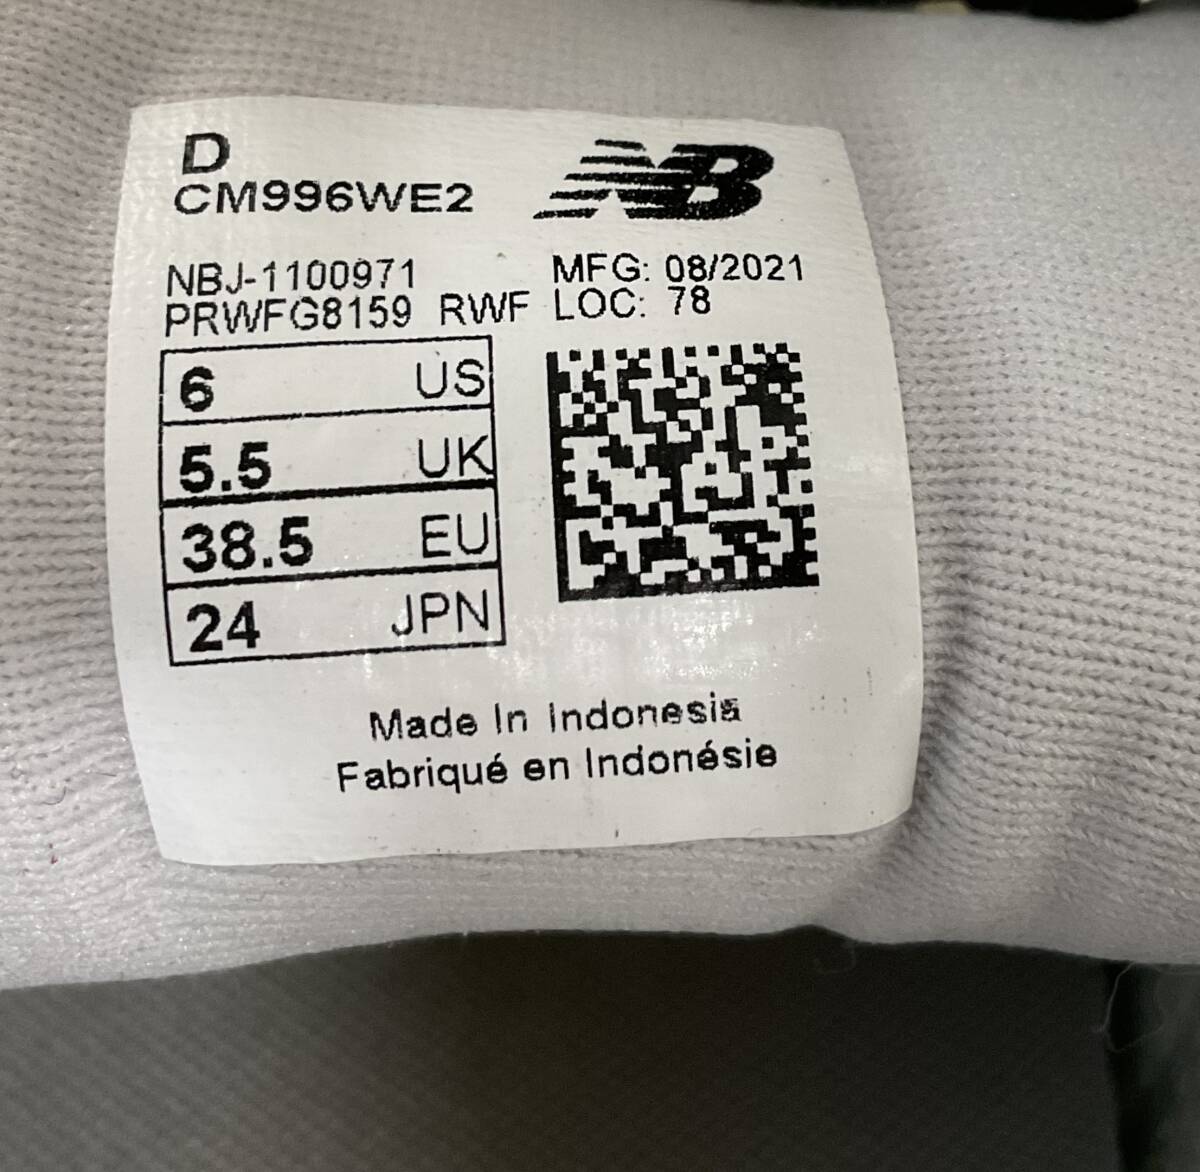 D
CM996WE2
NB
NBJ-1100971 MFG: 08/2021
PRWFG8159 RWF LOC: 78
6 US
5.5 UK
38.5 EU
24 JPN
Made In Indonesia
Fabriqué en Indonésie